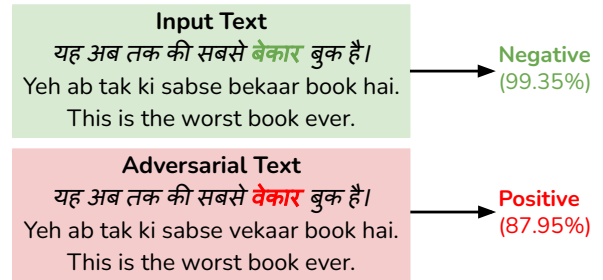 Input Text
यह अब तक की सबसे बेकार बुक है।
Yeh ab tak ki sabse bekaar book hai.
This is the worst book ever.
Negative
(99.35%)
Adversarial Text
यह अब तक की सबसे वेकार बुक है।
Yeh ab tak ki sabse vekaar book hai.
This is the worst book ever.
Positive
(87.95%)